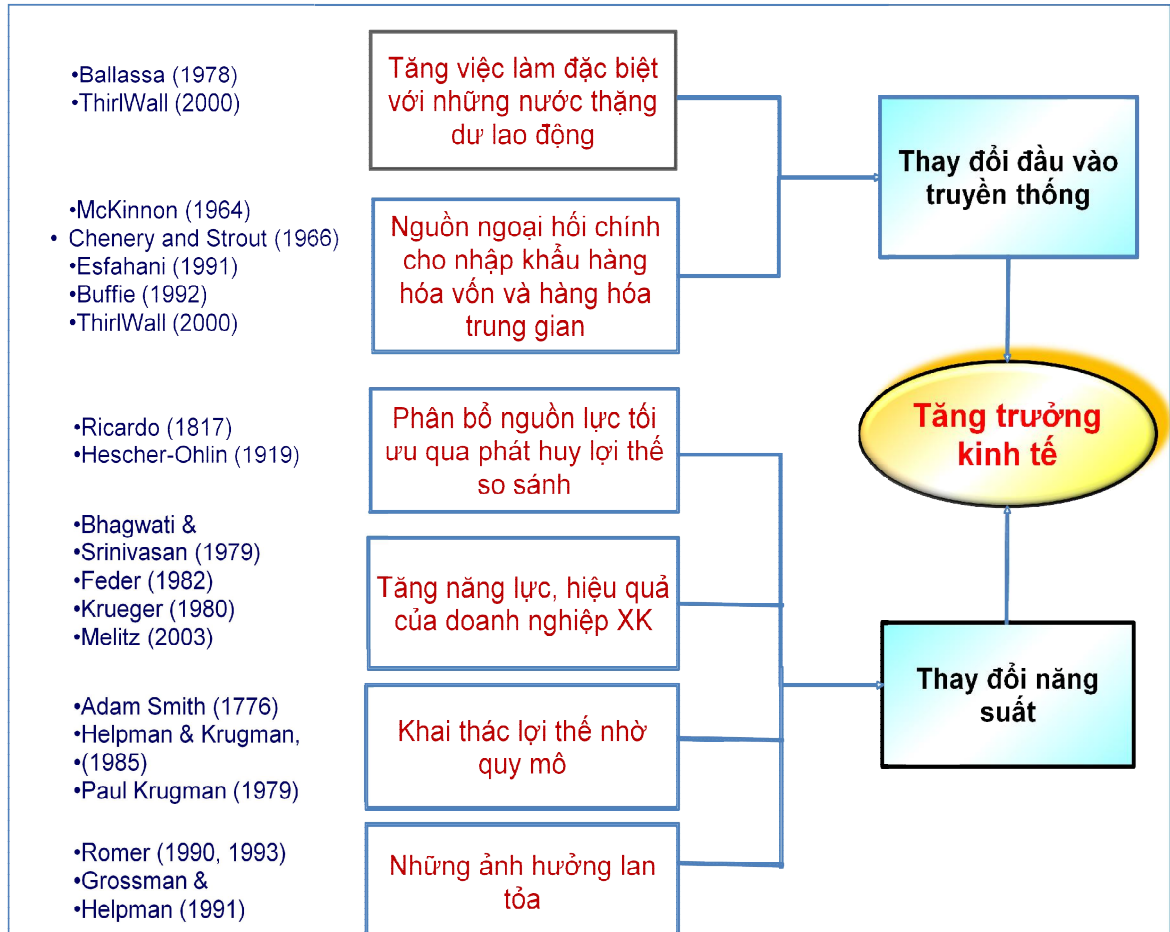 •Ballassa (1978)
•ThirlWall (2000)
Tăng việc làm đặc biệt
với những nước thặng
dư lao động
Thay đổi đầu vào
truyền thống
•McKinnon (1964)
• Chenery and Strout (1966)
•Esfahani (1991)
•Buffie (1992)
•ThirlWall (2000)
Nguồn ngoại hối chính
cho nhập khẩu hàng
hóa vốn và hàng hóa
trung gian
Tăng trưởng
kinh tế
•Ricardo (1817)
•Hescher-Ohlin (1919)
Phân bổ nguồn lực tối
ưu qua phát huy lợi thế
so sánh
•Bhagwati &
•Srinivasan (1979)
•Feder (1982)
•Krueger (1980)
•Melitz (2003)
Tăng năng lực, hiệu quả
của doanh nghiệp XK
Thay đổi năng
suất
•Adam Smith (1776)
•Helpman & Krugman,
•(1985)
•Paul Krugman (1979)
Khai thác lợi thế nhờ
quy mô
•Romer (1990, 1993)
•Grossman &
•Helpman (1991)
Những ảnh hưởng lan
tỏa